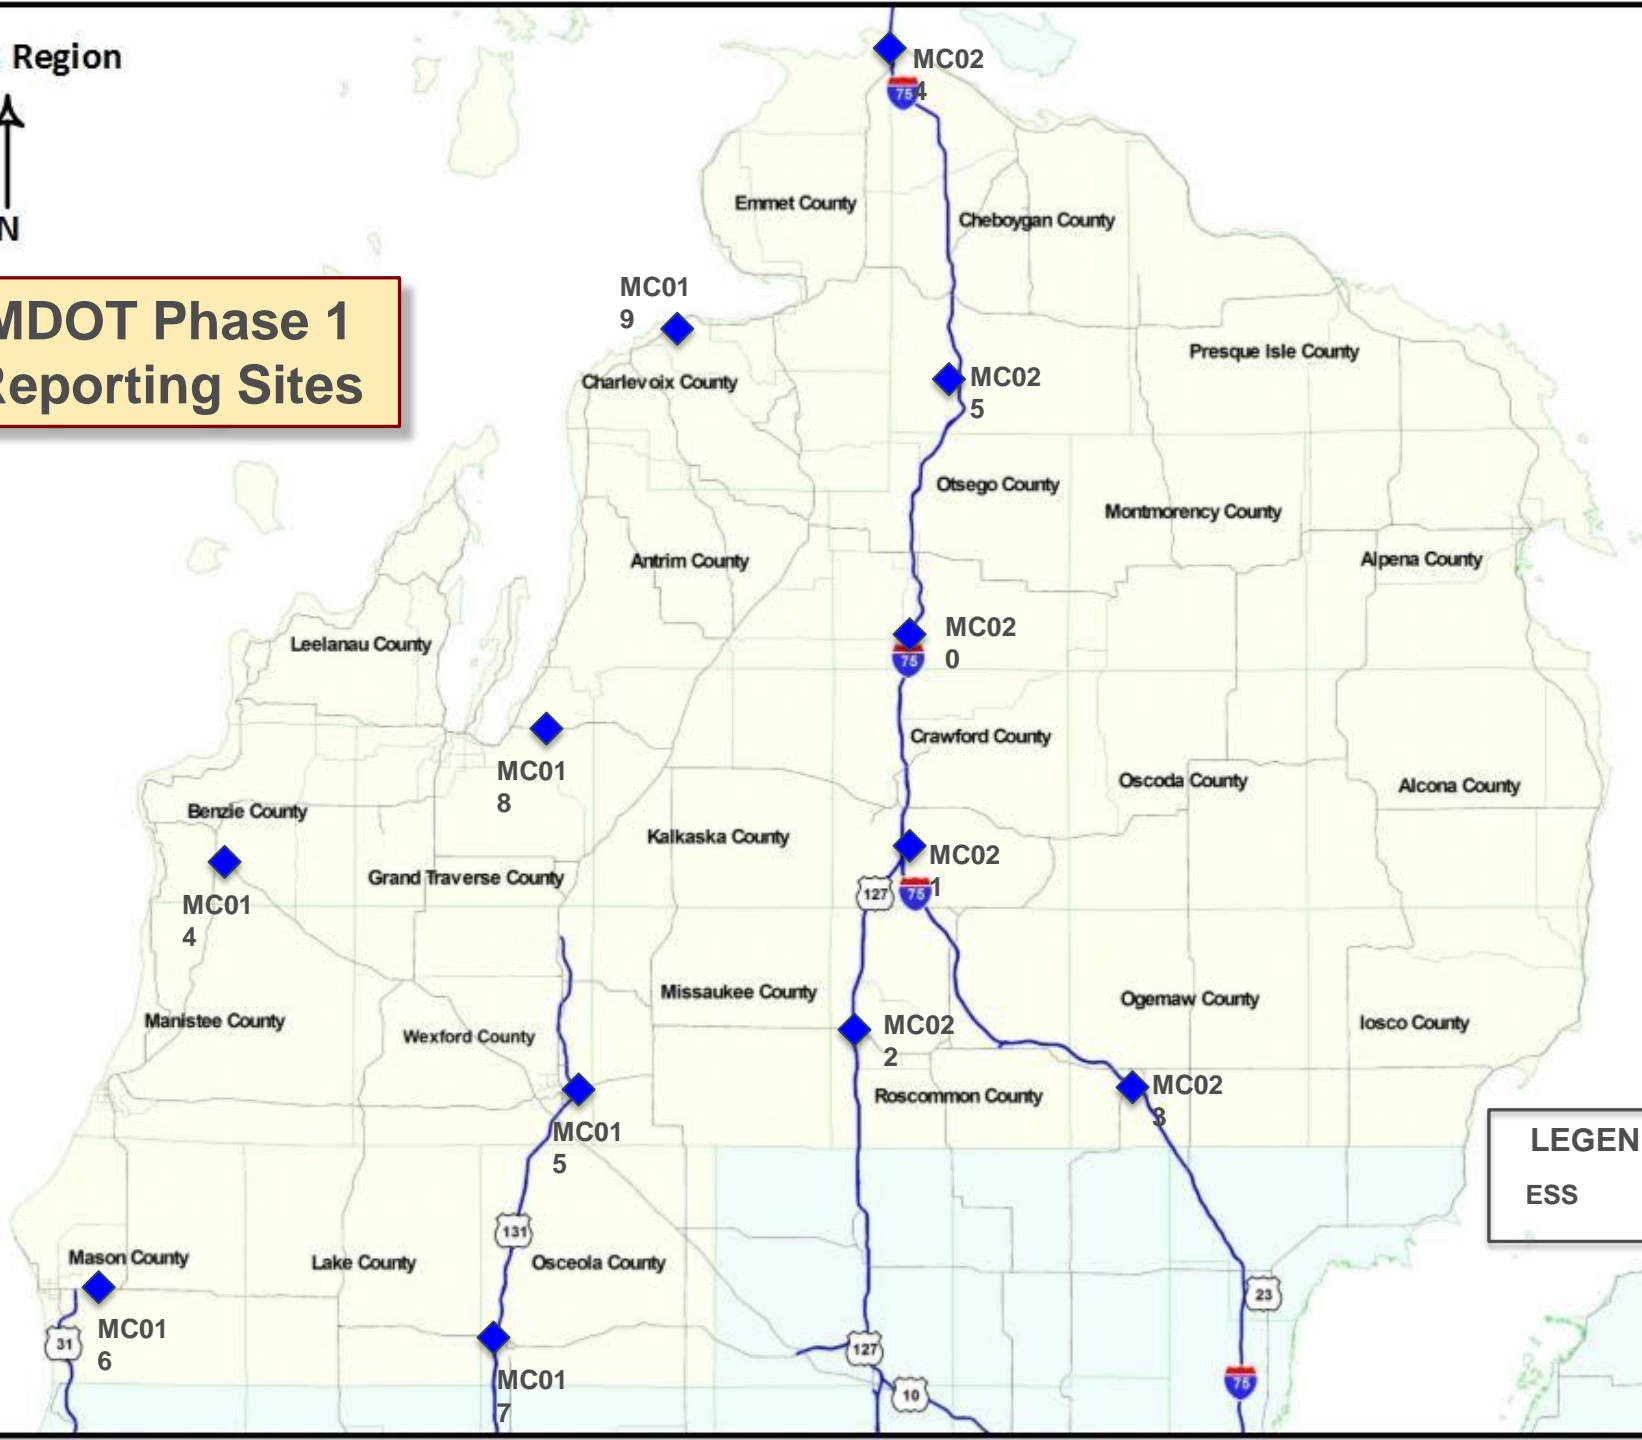 Region
N
MDOT Phase 1
Reporting Sites
MC02
4
75
Emmet County
Cheboygan County
MC01
9
Charlevoix County
Presque Isle County
MC02
5
Otsego County
Montmorency County
Antrim County
Alpena County
Leelanau County
MC02
0
75
MC01
8
Crawford County
Oscoda County
Alcona County
Benzie County
Kalkaska County
Grand Traverse County
MC01
4
MC02
1
127
75
Missaukee County
Ogemaw County
Iosco County
Manistee County
Wexford County
MC02
2
Roscommon County
MC02
3
MC01
5
LEGEN
ESS
131
Mason County
Lake County
Osceola County
23
MC01
6
31
127
MC01
7
10
75